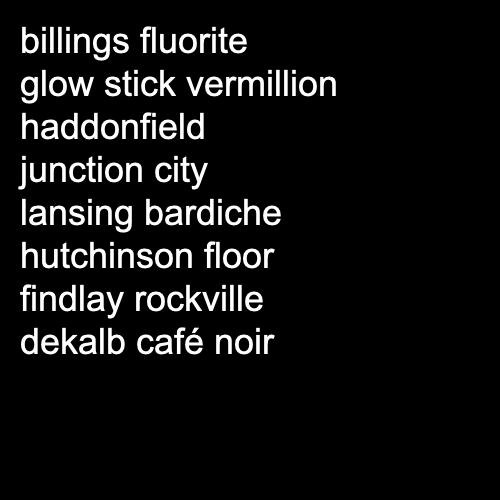 billings fluorite
glow stick vermillion
haddonfield
junction city
lansing bardiche
hutchinson floor
findlay rockville
dekalb café noir